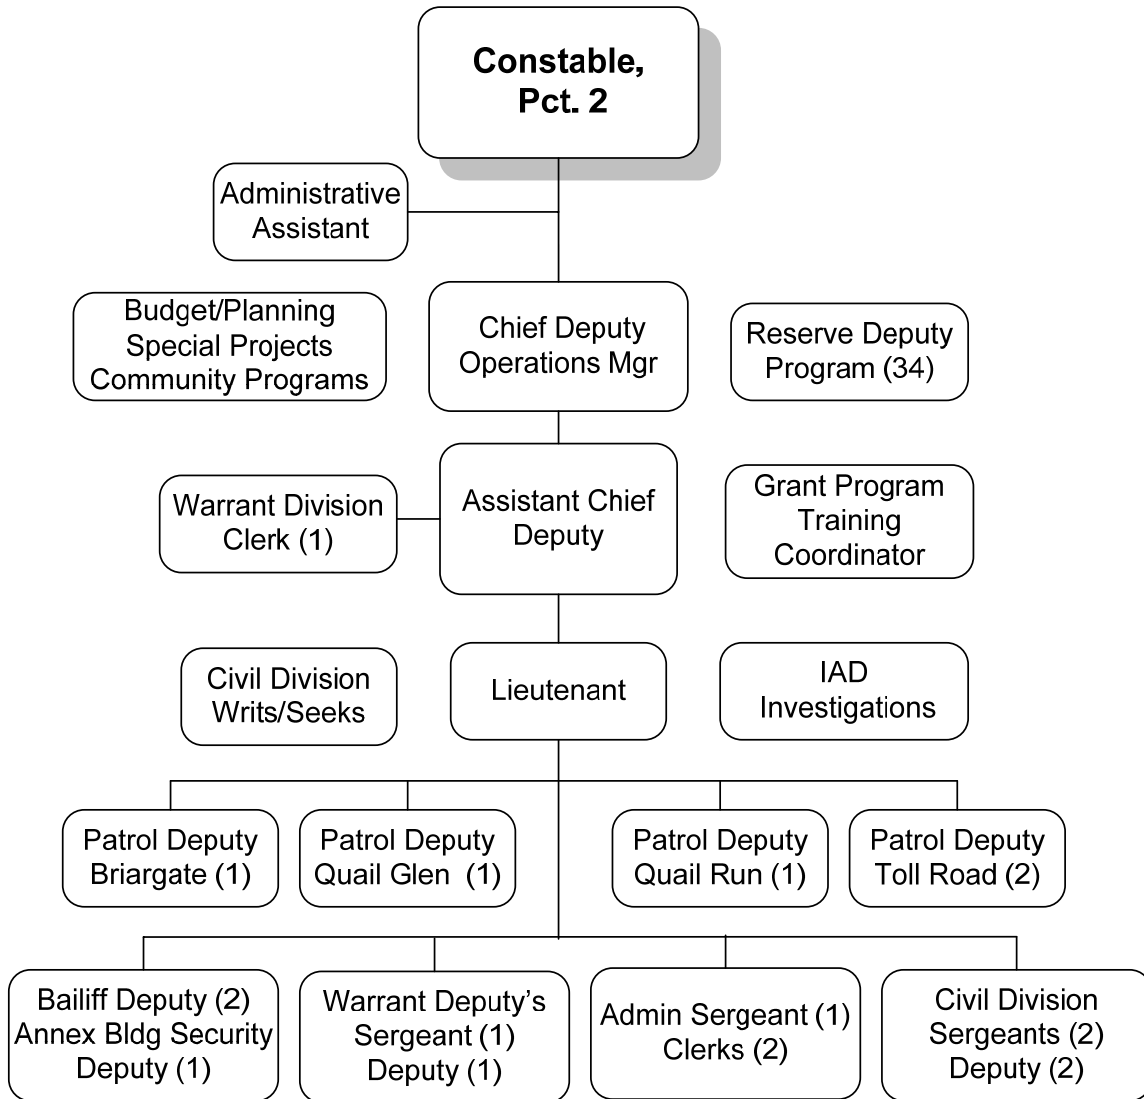 Constable,
Pct. 2
Administrative
Assistant
Budget/Planning
Special Projects
Community Programs
Chief Deputy
Operations Mgr
Reserve Deputy
Program (34)
Warrant Division
Clerk (1)
Assistant Chief
Deputy
Grant Program
Training
Coordinator
Civil Division
Writs/Seeks
Lieutenant
IAD
Investigations
Patrol Deputy
Briargate (1)
Patrol Deputy
Quail Glen (1)
Patrol Deputy
Quail Run (1)
Patrol Deputy
Toll Road (2)
Bailiff Deputy (2)
Annex Bldg Security
Deputy (1)
Warrant Deputy’s
Sergeant (1)
Deputy (1)
Admin Sergeant (1)
Clerks (2)
Civil Division
Sergeants (2)
Deputy (2)